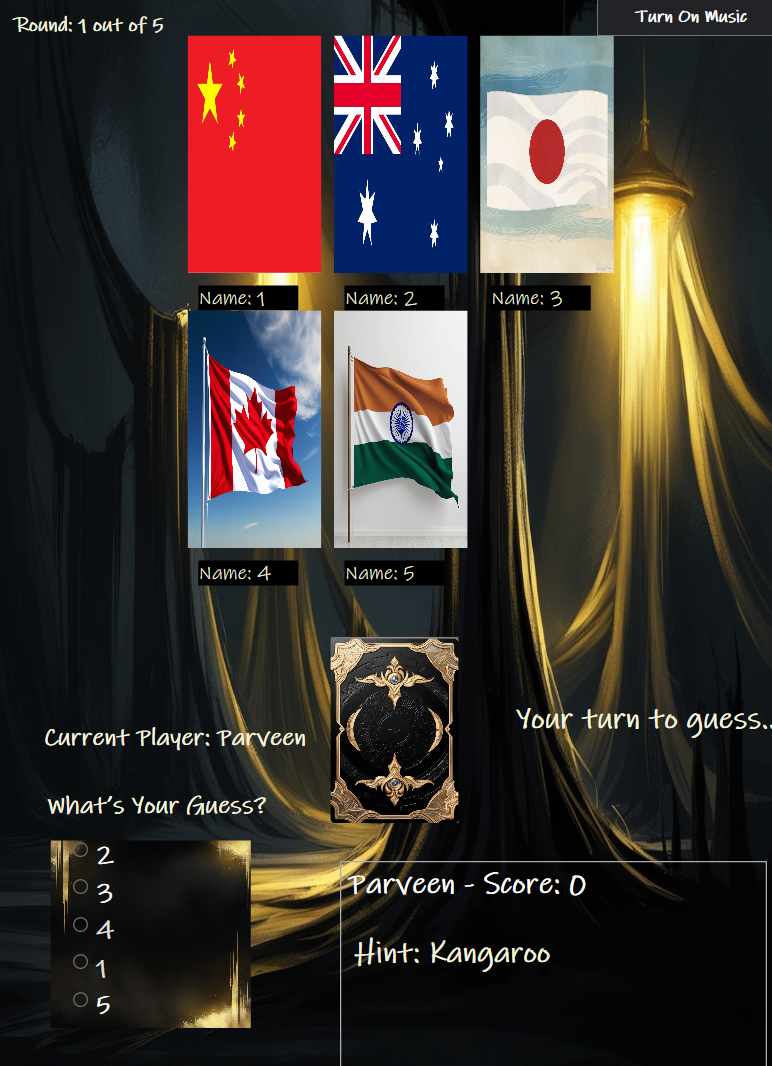 Round: 1 out of 5
Turn On Music
Name: 1
Name: 2
Name: 3
Name: 4
Name: 5
Your turn to guess..
Current Player: Parveen
What's Your Guess?
2
3
4
1
5
Parveen - Score: 0
Hint: Kangaroo